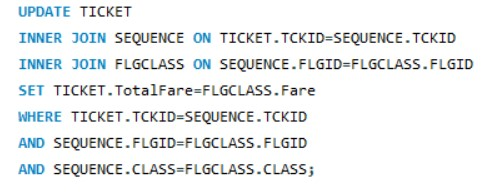 UPDATE TICKET
INNER JOIN SEQUENCE ON TICKET.TCKID=SEQUENCE.TCKID
INNER JOIN FLGCLASS ON SEQUENCE.FLGID=FLGCLASS.FLGID
SET TICKET.TotalFare=FLGCLASS.Fare
WHERE TICKET.TCKID=SEQUENCE.TCKID
AND SEQUENCE.FLGID=FLGCLASS.FLGID
AND SEQUENCE.CLASS=FLGCLASS.CLASS;